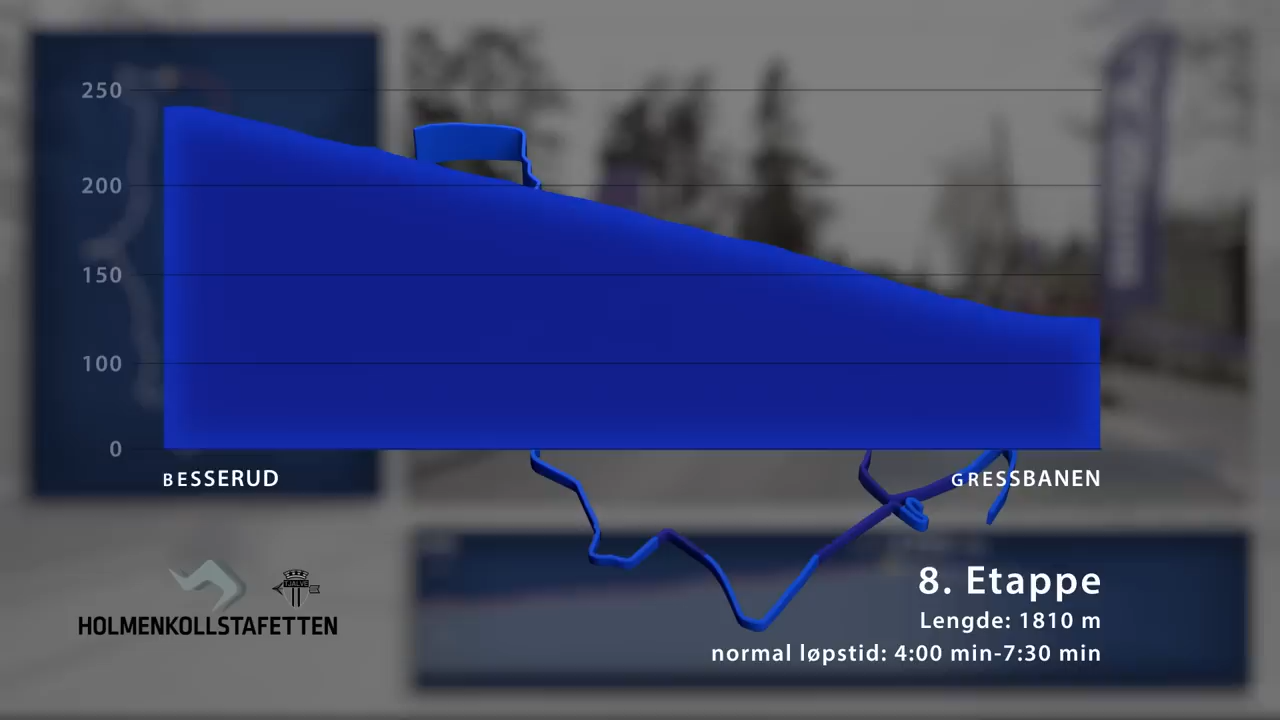 250
200
150
100
0
BESSERUD
GRESSBANEN
TJALVE
HOLMENKOLLSTAFETTEN
8. Etappe
Lengde: 1810 m
normal løpstid: 4:00 min-7:30 min